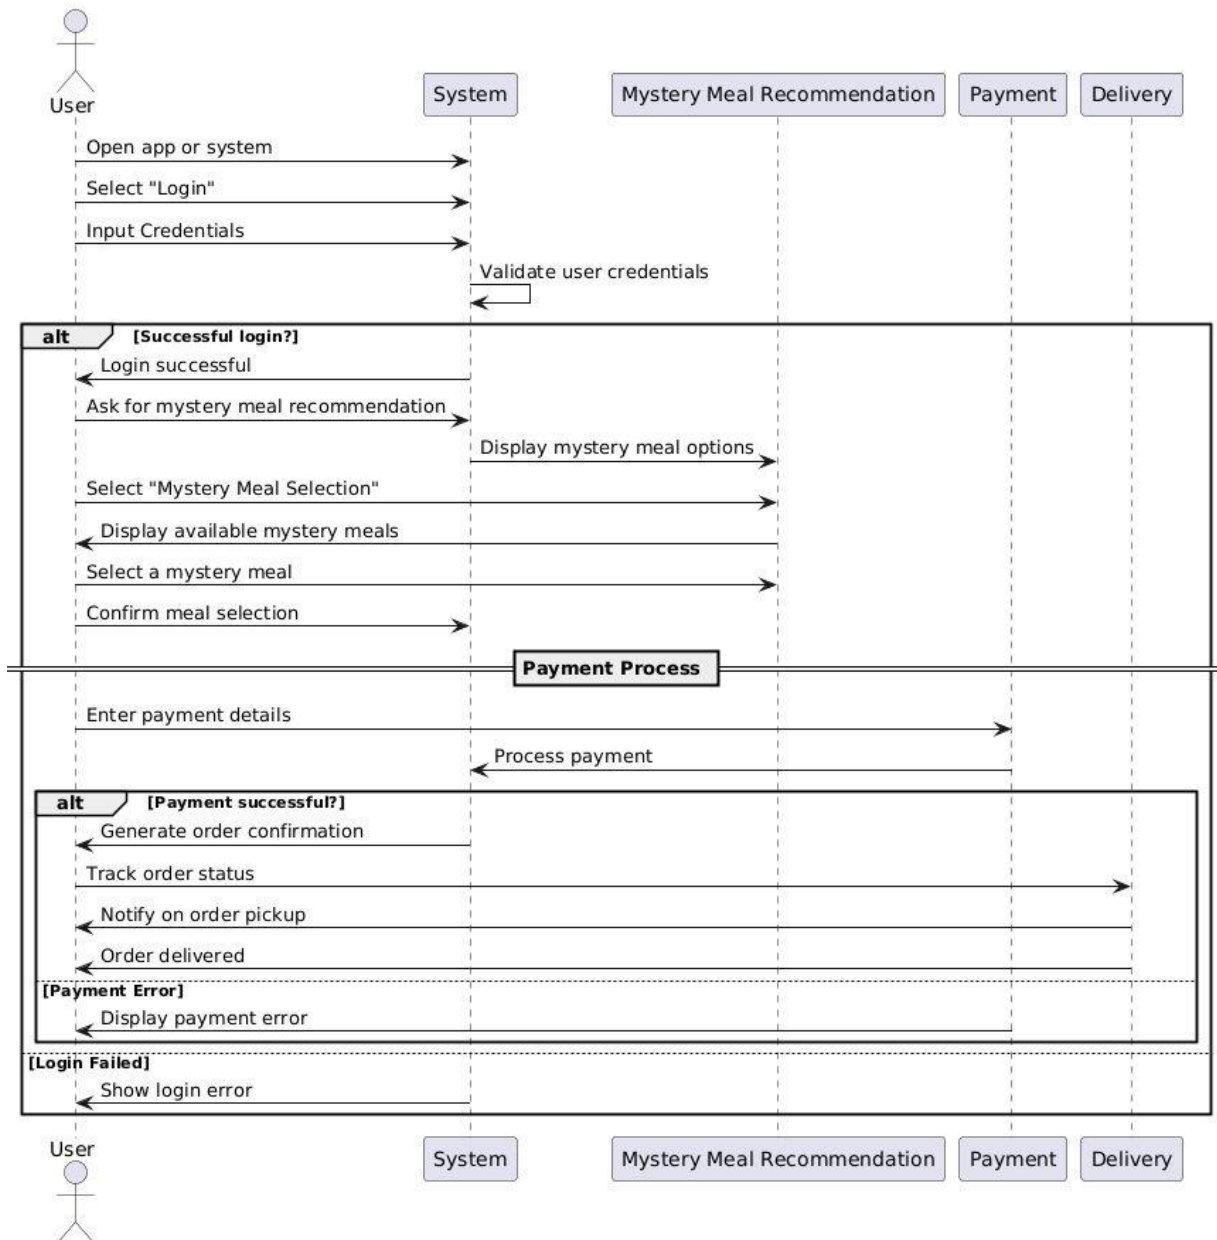 User
System
Mystery Meal Recommendation
Payment
Delivery
Open app or system
Select "Login"
Input Credentials
Validate user credentials
alt [Successful login?]
Login successful
Ask for mystery meal recommendation
Display mystery meal options
Select "Mystery Meal Selection"
Display available mystery meals
Select a mystery meal
Confirm meal selection
Payment Process
Enter payment details
Process payment
alt [Payment successful?]
Generate order confirmation
Track order status
Notify on order pickup
Order delivered
[Payment Error]
Display payment error
[Login Failed]
Show login error
User
System
Mystery Meal Recommendation
Payment
Delivery